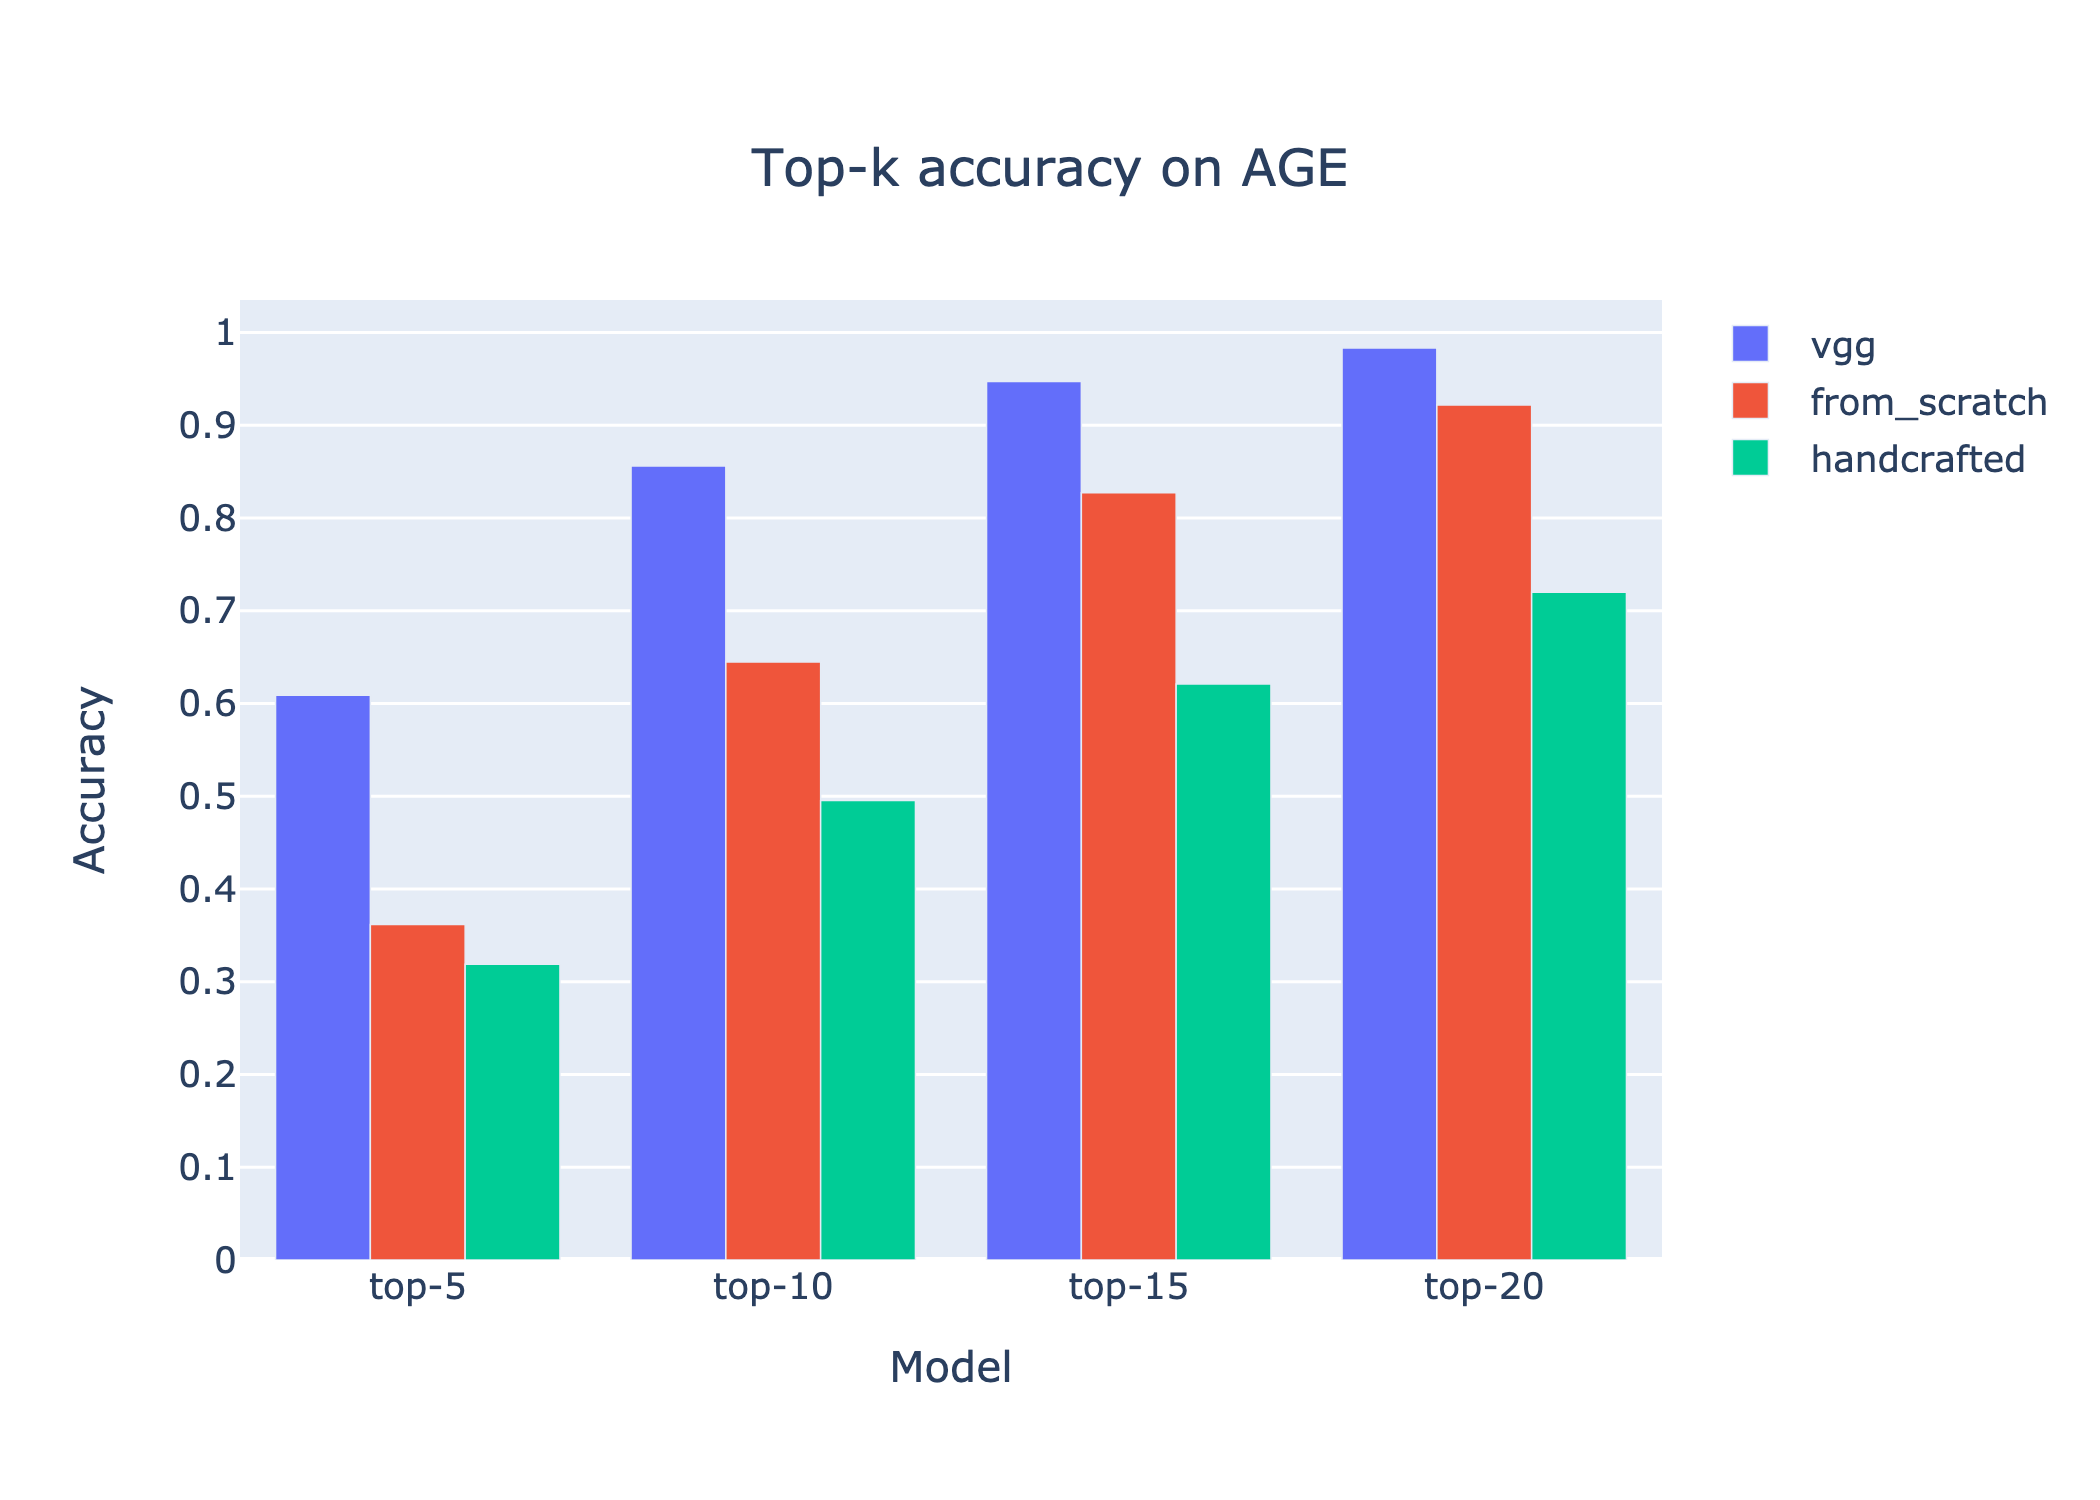 Top-k accuracy on AGE
vgg
from_scratch
handcrafted
Accuracy
1
0.9
0.8
0.7
0.6
0.5
0.4
0.3
0.2
0.1
0
top-5 top-10 top-15 top-20
Model